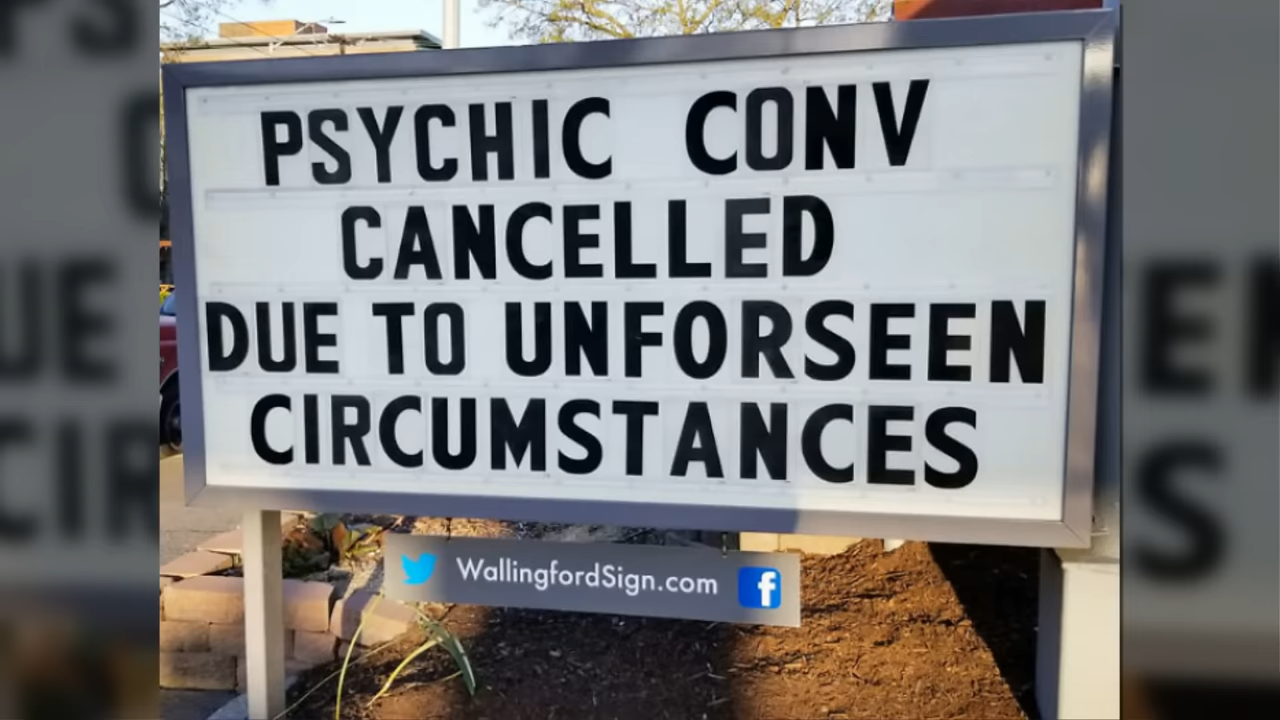 PSYCHIC CONV
CANCELLED
DUE TO UNFORSEEN
CIRCUMSTANCES
WallingfordSign.com